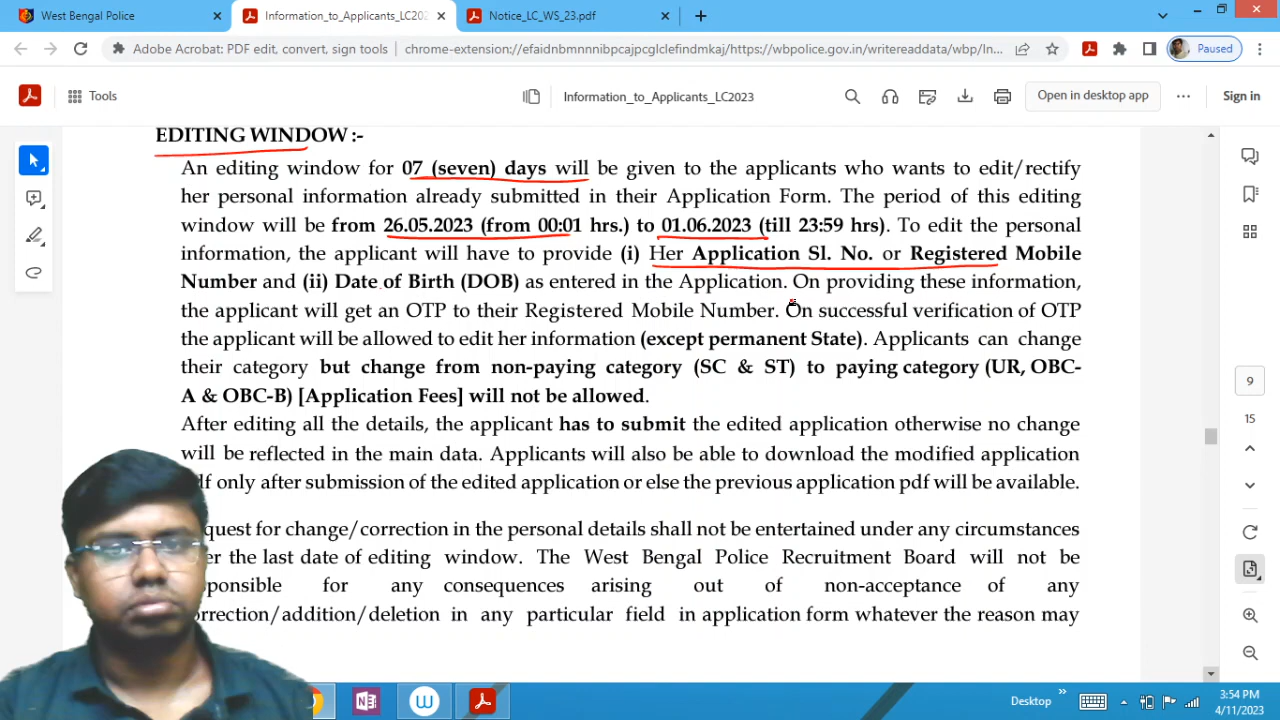 West Bengal Police
Information_to_Applicants_LC202
Notice_LC_WS_23.pdf
Adobe Acrobat: PDF edit, convert, sign tools
chrome-extension://efaidnbmnnnibpcajpcglclefindmkaj/https://wbpolice.gov.in/writereaddata/wbp/In...
Paused
Tools
Information_to_Applicants_LC2023
Open in desktop app
Sign in
EDITING WINDOW :-
An editing window for 07 (seven) days will be given to the applicants who wants to edit/rectify
her personal information already submitted in their Application Form. The period of this editing
window will be from 26.05.2023 (from 00:01 hrs.) to 01.06.2023 (till 23:59 hrs). To edit the personal
information, the applicant will have to provide (i) Her Application Sl. No. or Registered Mobile
Number and (ii) Date of Birth (DOB) as entered in the Application. On providing these information,
the applicant will get an OTP to their Registered Mobile Number. On successful verification of OTP
the applicant will be allowed to edit her information (except permanent State). Applicants can change
their category but change from non-paying category (SC & ST) to paying category (UR, OBC-
A & OBC-B) [Application Fees] will not be allowed.
After editing all the details, the applicant has to submit the edited application otherwise no change
will be reflected in the main data. Applicants will also be able to download the modified application
only after submission of the edited application or else the previous application pdf will be available.
for change/correction in the personal details shall not be entertained under any circumstances
the last date of editing window. The West Bengal Police Recruitment Board will not be
for any consequences arising out of non-acceptance of any
/addition/deletion in any particular field in application form whatever the reason may
9
15
Desktop
3:54 PM
4/11/2023